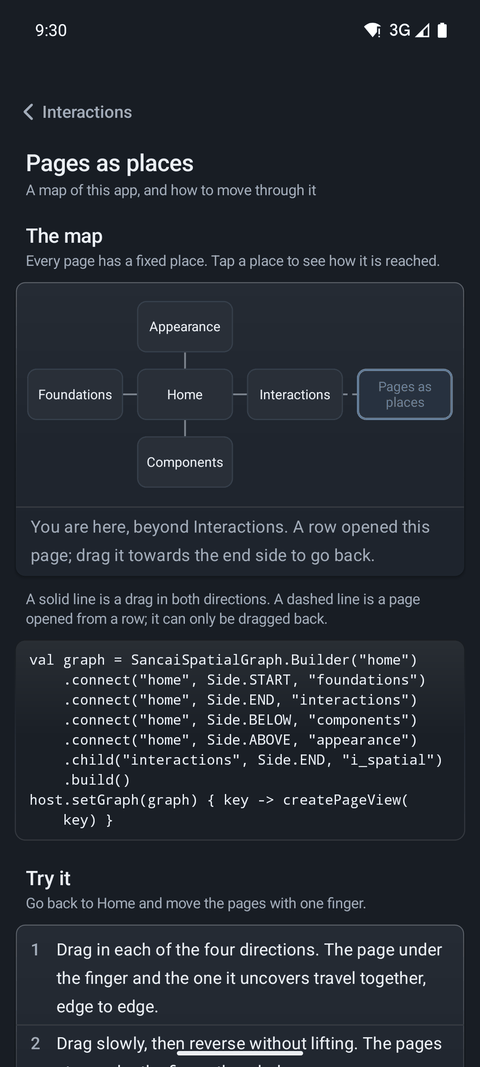 9:30
3G
Interactions
Pages as places
A map of this app, and how to move through it
The map
Every page has a fixed place. Tap a place to see how it is reached.
Appearance
Foundations
Home
Interactions
Pages as
places
Components
You are here, beyond Interactions. A row opened this
page; drag it towards the end side to go back.
A solid line is a drag in both directions. A dashed line is a page
opened from a row; it can only be dragged back.
val graph = SancaiSpatialGraph.Builder("home")
    .connect("home", Side.START, "foundations")
    .connect("home", Side.END, "interactions")
    .connect("home", Side.BELOW, "components")
    .connect("home", Side.ABOVE, "appearance")
    .child("interactions", Side.END, "i_spatial")
    .build()
host.setGraph(graph) { key -> createPageView(
    key) }
Try it
Go back to Home and move the pages with one finger.
1 Drag in each of the four directions. The page under
the finger and the one it uncovers travel together,
edge to edge.
2 Drag slowly, then reverse without lifting. The pages